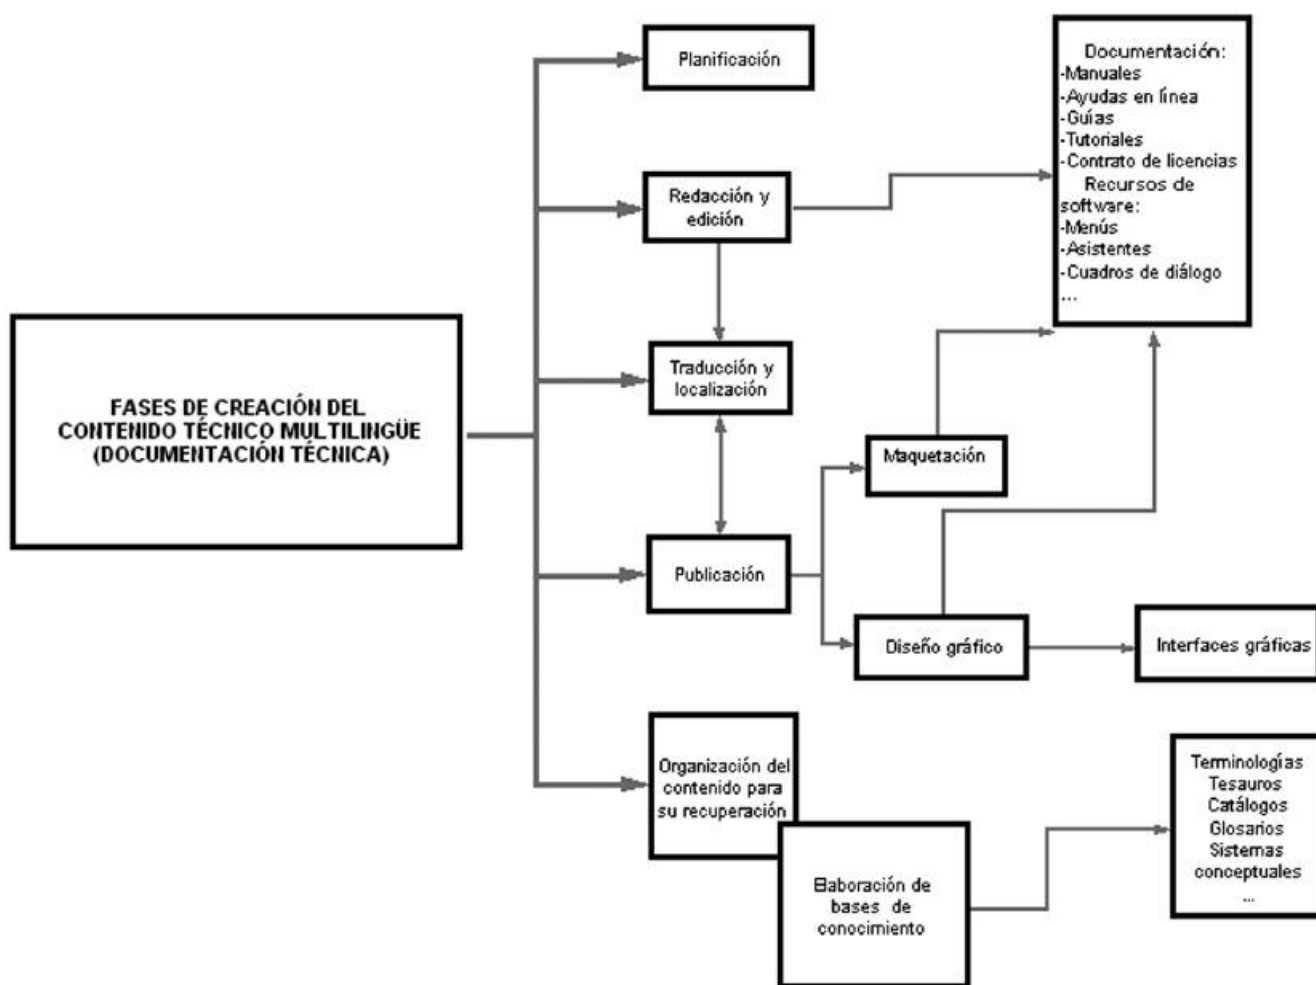 Planificación
Documentación:
-Manuales
-Ayudas en línea
-Guías
-Tutoriales
-Contrato de licencias
Recursos de
software:
-Menús
-Asistentes
-Cuadros de diálogo
...
Redacción y
edición
Traducción y
localización
FASES DE CREACIÓN DEL
CONTENIDO TÉCNICO MULTILINGÜE
(DOCUMENTACIÓN TÉCNICA)
Maquetación
Publicación
Diseño gráfico
Interfaces gráficas
Organización del
contenido para
su recuperación
Terminologías
Tesauros
Catálogos
Glosarios
Sistemas
conceptuales
...
Elaboración de
bases de
conocimiento